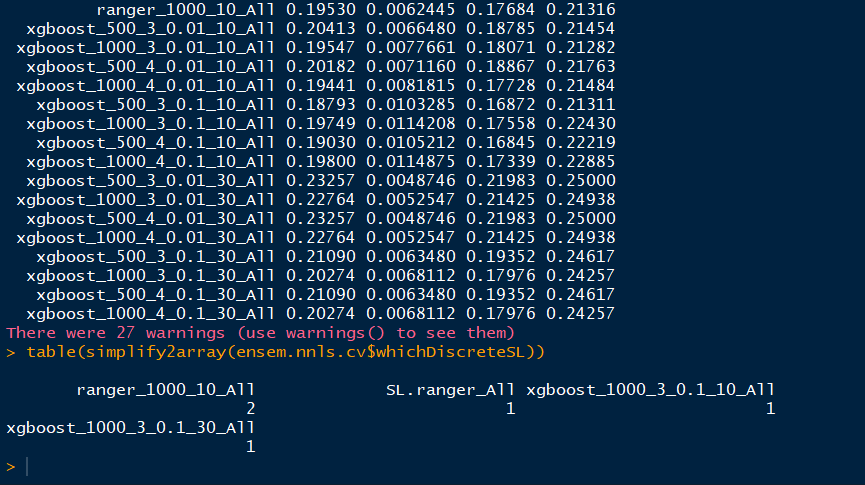 ranger_1000_10_All 0.19530 0.0062445 0.17684 0.21316
xgboost_500_3_0.01_10_All 0.20413 0.0066480 0.18785 0.21454
xgboost_1000_3_0.01_10_All 0.19547 0.0077661 0.18071 0.21282
xgboost_500_4_0.01_10_All 0.20182 0.0071160 0.18867 0.21763
xgboost_1000_4_0.01_10_All 0.19441 0.0081815 0.17728 0.21484
xgboost_500_3_0.1_10_All 0.18793 0.0103285 0.16872 0.21311
xgboost_1000_3_0.1_10_All 0.19749 0.0114208 0.17558 0.22430
xgboost_500_4_0.1_10_All 0.19030 0.0105212 0.16845 0.22219
xgboost_1000_4_0.1_10_All 0.19800 0.0114875 0.17339 0.22885
xgboost_500_3_0.01_30_All 0.23257 0.0048746 0.21983 0.25000
xgboost_1000_3_0.01_30_All 0.22764 0.0052547 0.21425 0.24938
xgboost_500_4_0.01_30_All 0.23257 0.0048746 0.21983 0.25000
xgboost_1000_4_0.01_30_All 0.22764 0.0052547 0.21425 0.24938
xgboost_500_3_0.1_30_All 0.21090 0.0063480 0.19352 0.24617
xgboost_1000_3_0.1_30_All 0.20274 0.0068112 0.17976 0.24257
xgboost_500_4_0.1_30_All 0.21090 0.0063480 0.19352 0.24617
xgboost_1000_4_0.1_30_All 0.20274 0.0068112 0.17976 0.24257
There were 27 warnings (use warnings() to see them)
> table(simplify2array(ensem.nnls.cv$whichDiscreteSL))
ranger_1000_10_All SL.ranger_All xgboost_1000_3_0.1_10_All
2 1 1
xgboost_1000_3_0.1_30_All
1
>